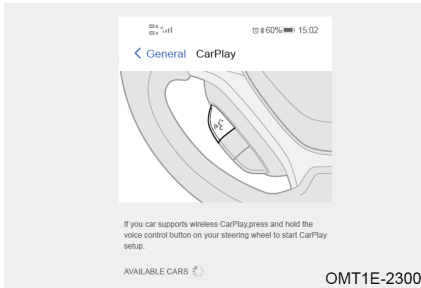 60% 15:02
General CarPlay
If you car supports wireless CarPlay,press and hold the
voice control button on your steering wheel to start CarPlay
setup.
AVAILABLE CARS
OMT1E-2300